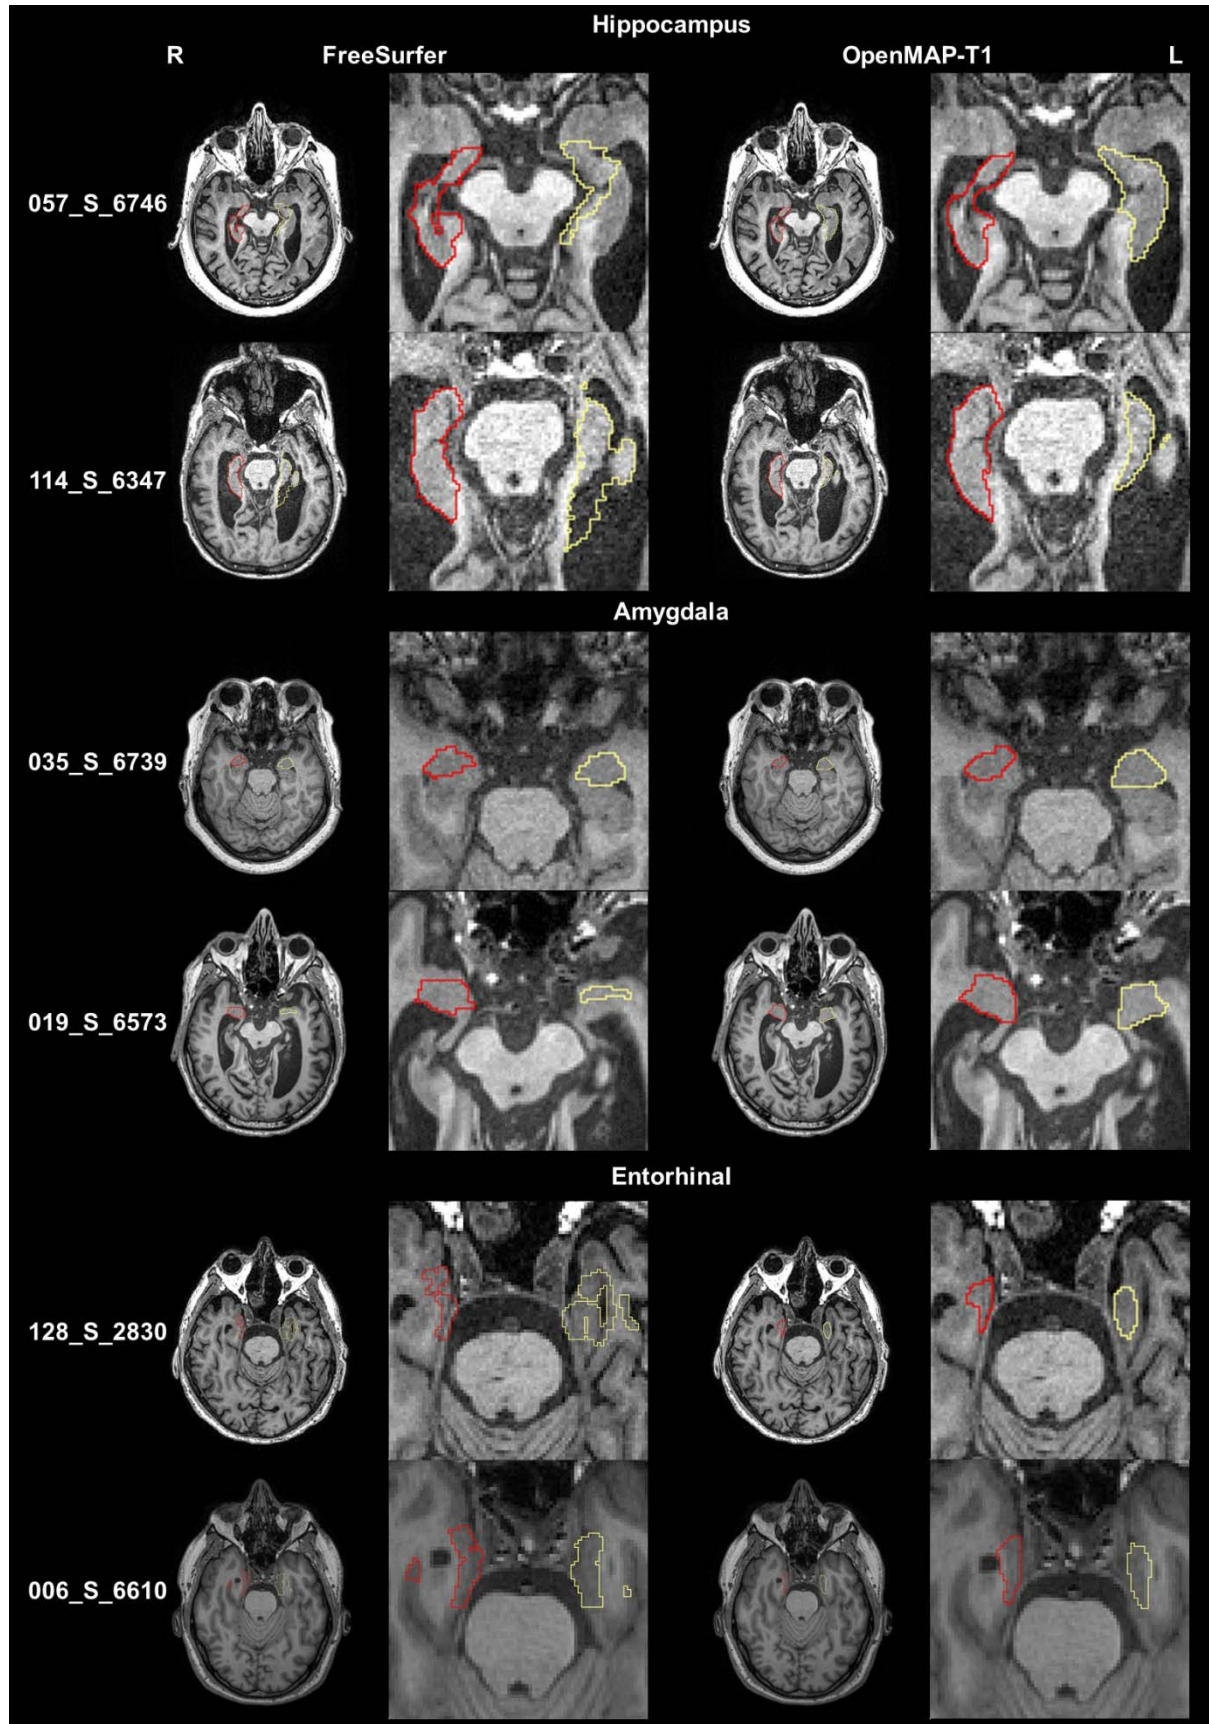 Hippocampus
R FreeSurfer OpenMAP-T1 L
057_S_6746
114_S_6347
Amygdala
035_S_6739
019_S_6573
Entorhinal
128_S_2830
006_S_6610